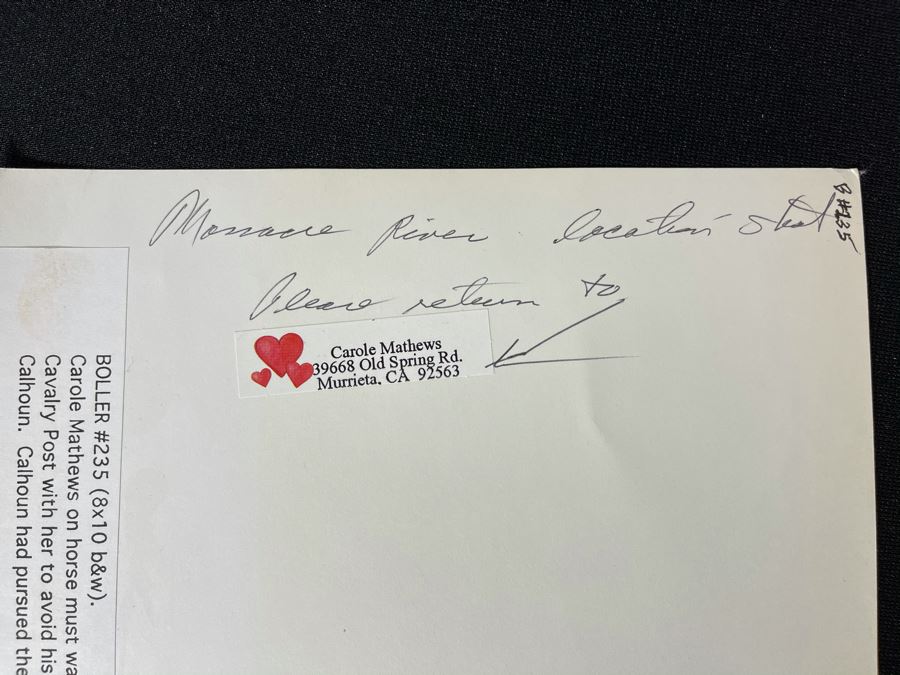 Massacre River location shot
B #235
Please return to
Carole Mathews
39668 Old Spring Rd.
Murrieta, CA 92563
BOLLER #235 (8x10 b&w).
Carole Mathews on horse must wa
Cavalry Post with her to avoid his
Calhoun. Calhoun had pursued the